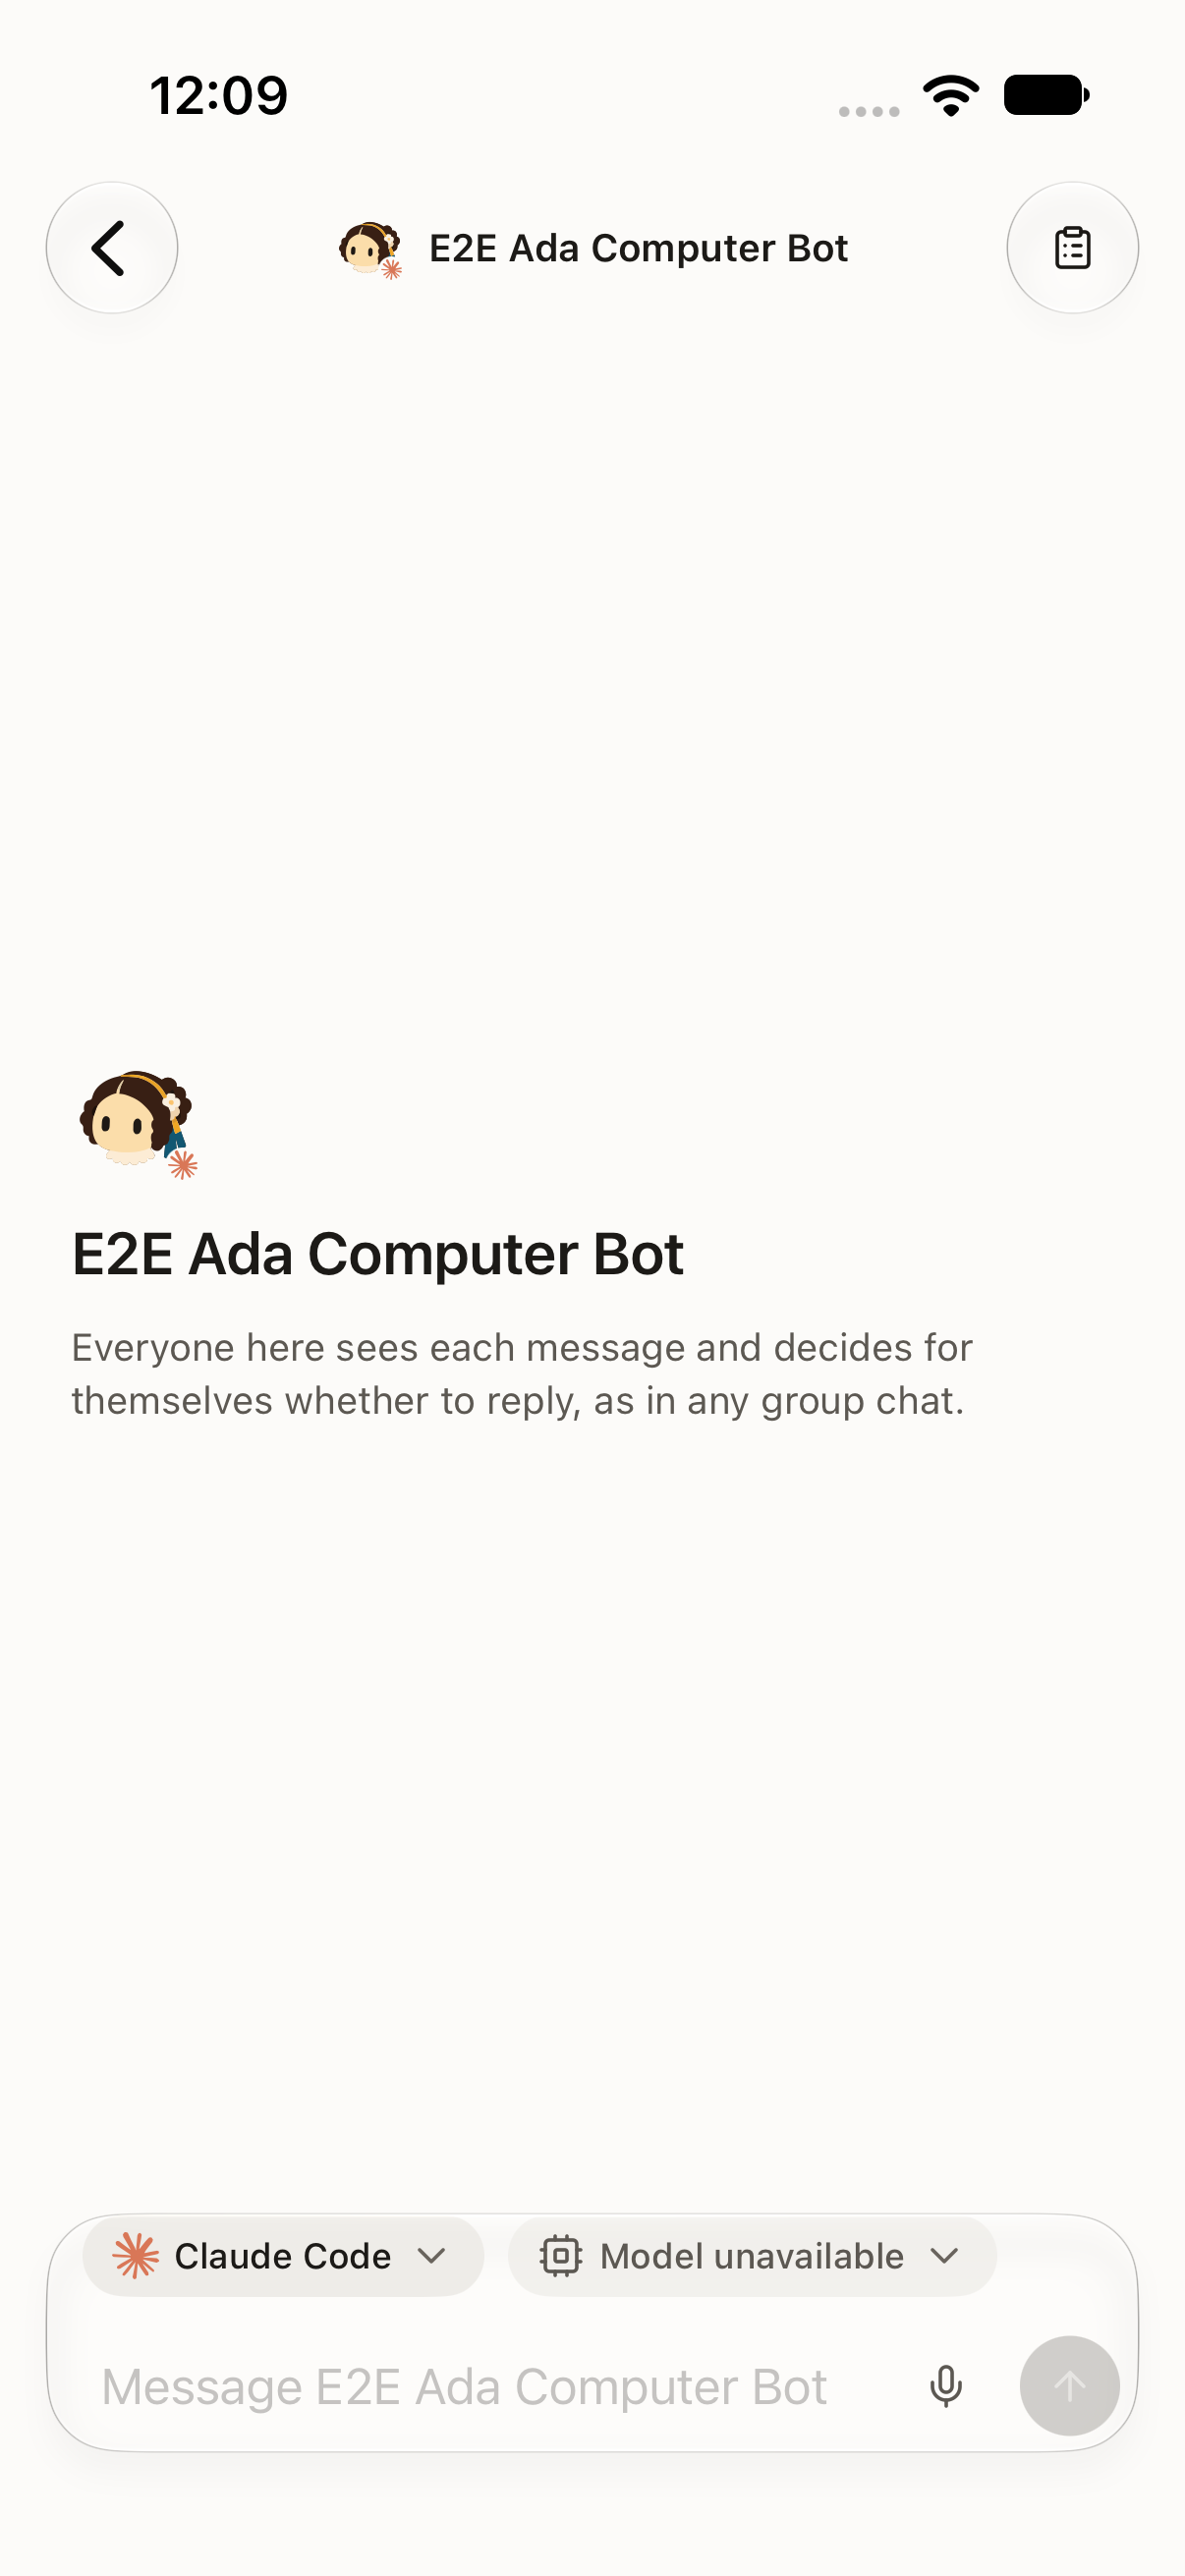 12:09
E2E Ada Computer Bot
E2E Ada Computer Bot
Everyone here sees each message and decides for
themselves whether to reply, as in any group chat.
Claude Code
Model unavailable
Message E2E Ada Computer Bot